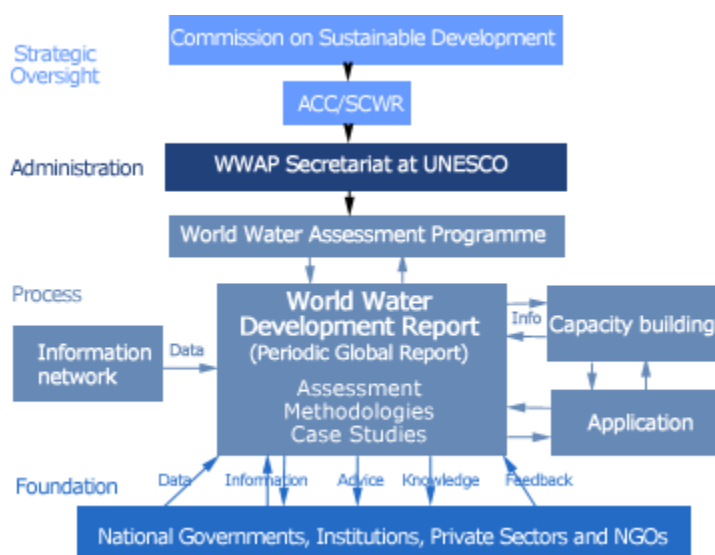 Commission on Sustainable Development
Strategic
Oversight
ACC/SCWR
Administration
WWAP Secretariat at UNESCO
World Water Assessment Programme
Process
World Water
Development Report
(Periodic Global Report)
Info
Capacity building
Information
network
Data
Assessment
Methodologies
Case Studies
Application
Foundation
Data
Information
Advice
Knowledge
Feedback
National Governments, Institutions, Private Sectors and NGOs